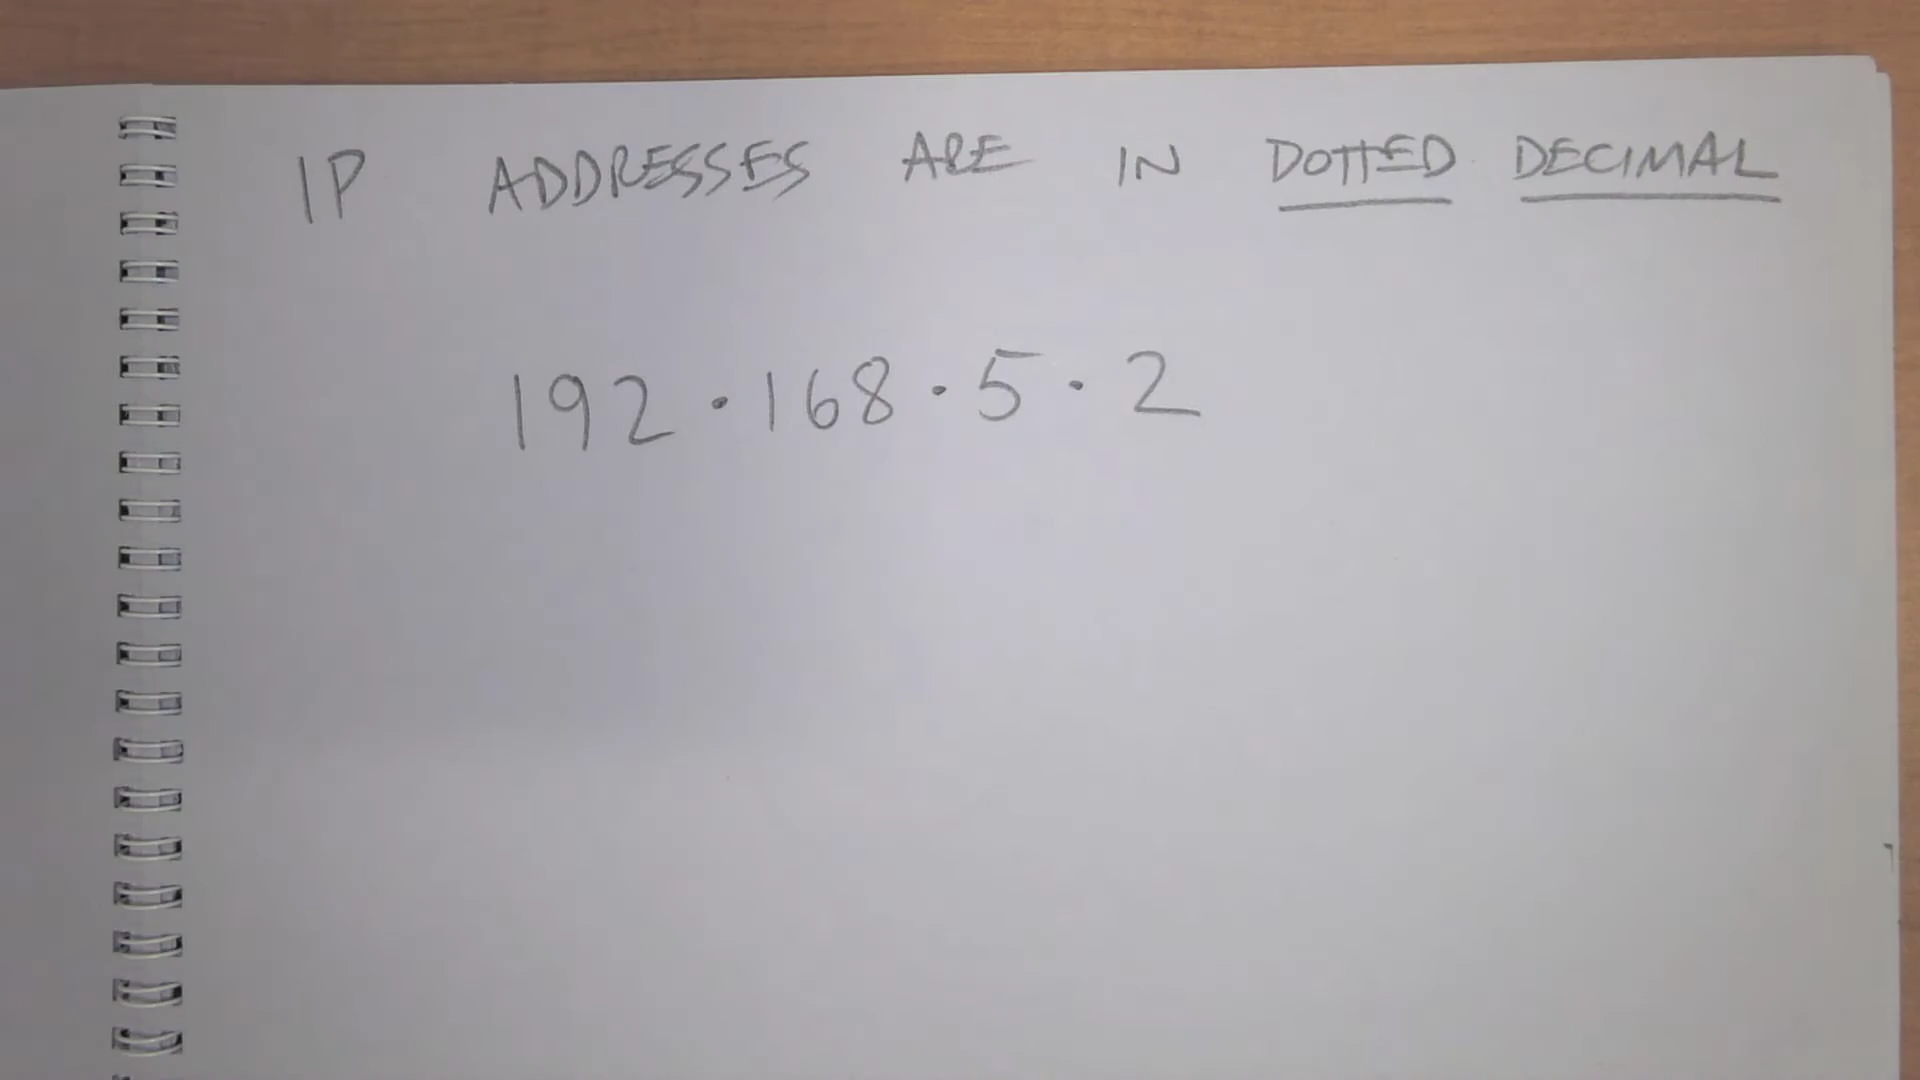 IP ADDRESSES ARE IN DOTTED DECIMAL
192.168.5.2